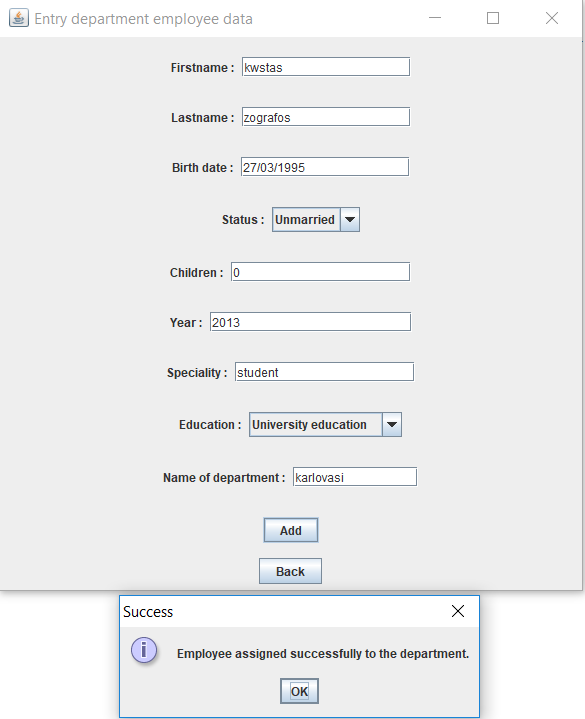 Entry department employee data
Firstname : kwstas
Lastname : zografos
Birth date : 27/03/1995
Status : Unmarried
Children : 0
Year : 2013
Speciality : student
Education : University education
Name of department : karlovasi
Add
Back
Success
Employee assigned successfully to the department.
OK